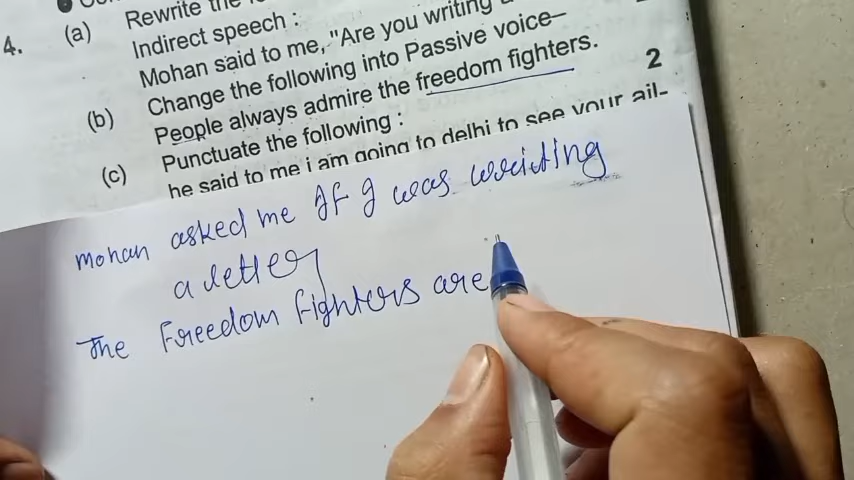 4. (a) Rewrite the
Indirect speech :
Mohan said to me, "Are you writing
(b) Change the following into Passive voice–
People always admire the freedom fighters.
2
(c) Punctuate the following :
he said to me i am going to delhi to see your ail-
Mohan asked me If I was writing
a letter
The Freedom Fighters are